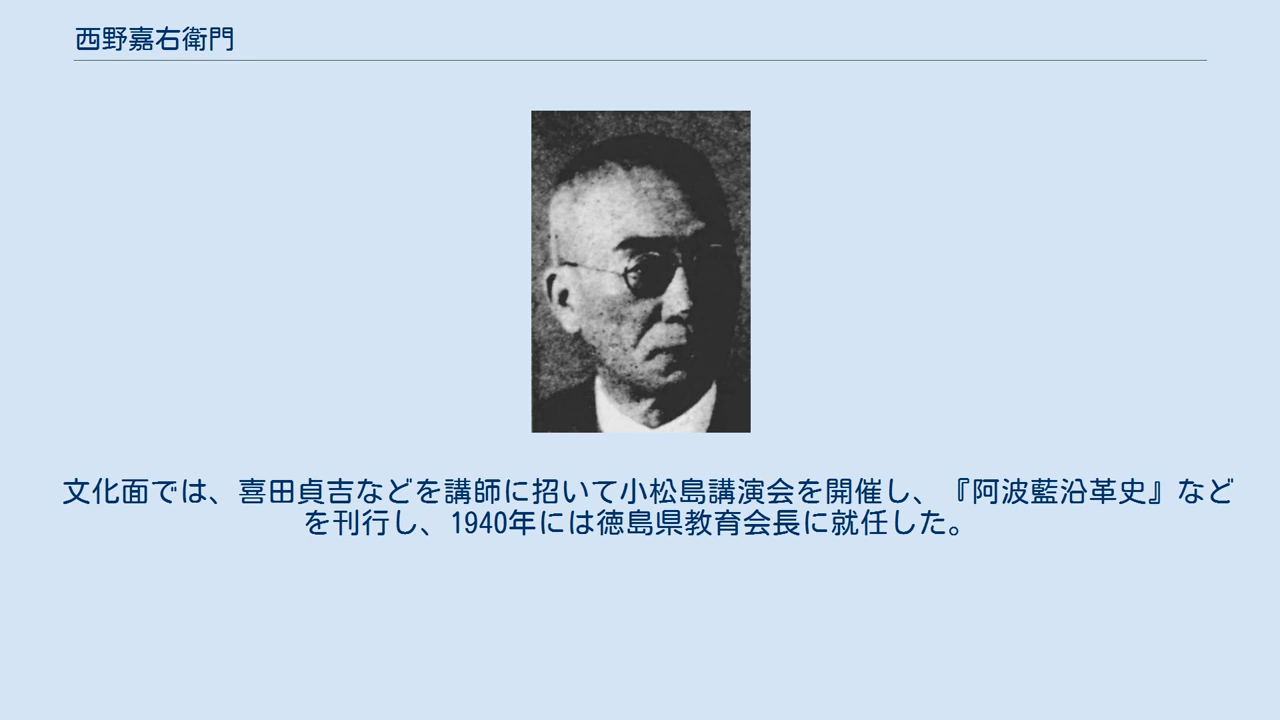 西野嘉右衛門
文化面では、喜田貞吉などを講師に招いて小松島講演会を開催し、『阿波藍沿革史』など
を刊行し、1940年には徳島県教育会長に就任した。